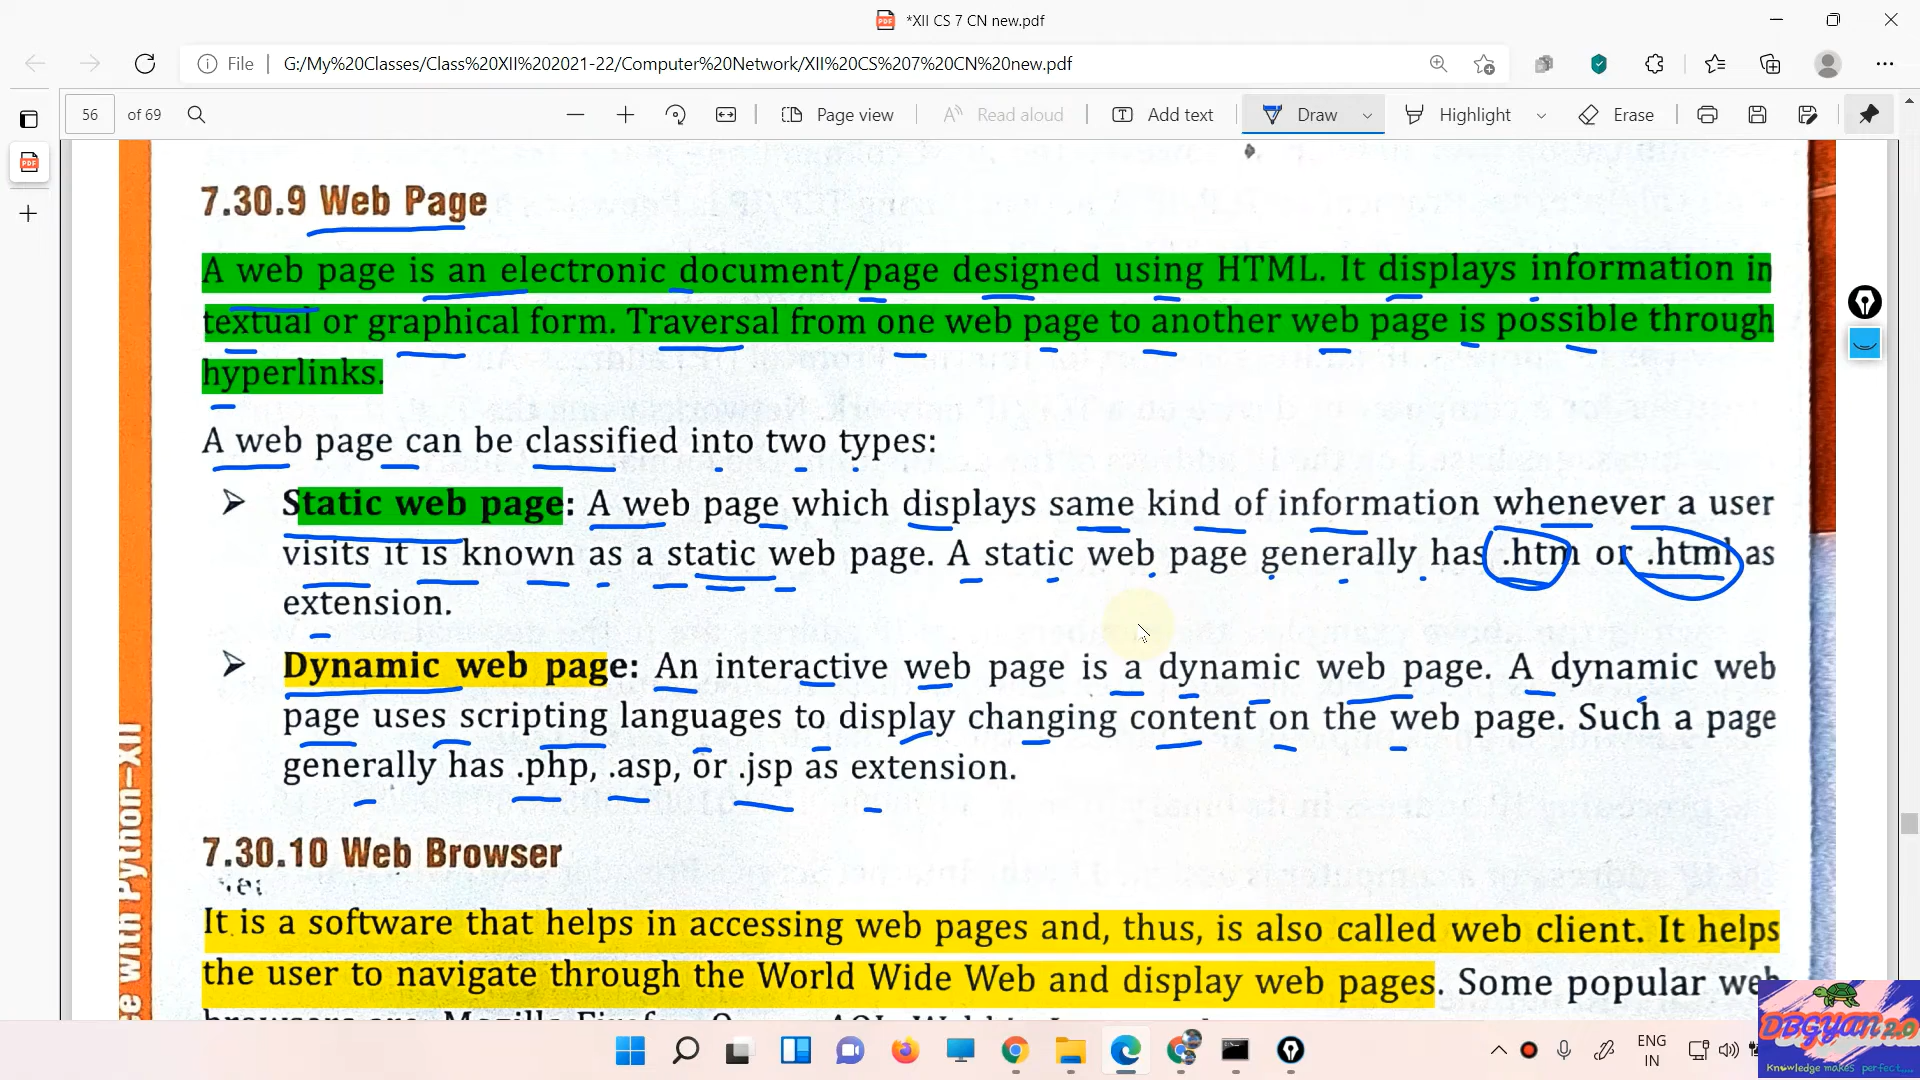 *XII CS 7 CN new.pdf
File | G:/My%20Classes/Class%20XII%202021-22/Computer%20Network/XII%20CS%207%20CN%20new.pdf
56 of 69 Page view Read aloud Add text Draw Highlight Erase
7.30.9 Web Page
A web page is an electronic document/page designed using HTML. It displays information in
textual or graphical form. Traversal from one web page to another web page is possible through
hyperlinks.
A web page can be classified into two types:
Static web page: A web page which displays same kind of information whenever a user
visits it is known as a static web page. A static web page generally has .htm or .html as
extension.
Dynamic web page: An interactive web page is a dynamic web page. A dynamic web
page uses scripting languages to display changing content on the web page. Such a page
generally has .php, .asp, or .jsp as extension.
7.30.10 Web Browser
It is a software that helps in accessing web pages and, thus, is also called web client. It helps
the user to navigate through the World Wide Web and display web pages. Some popular web
ce with Python-XII
ENG
IN
DBGyan 2.0
Knowledge makes perfect....